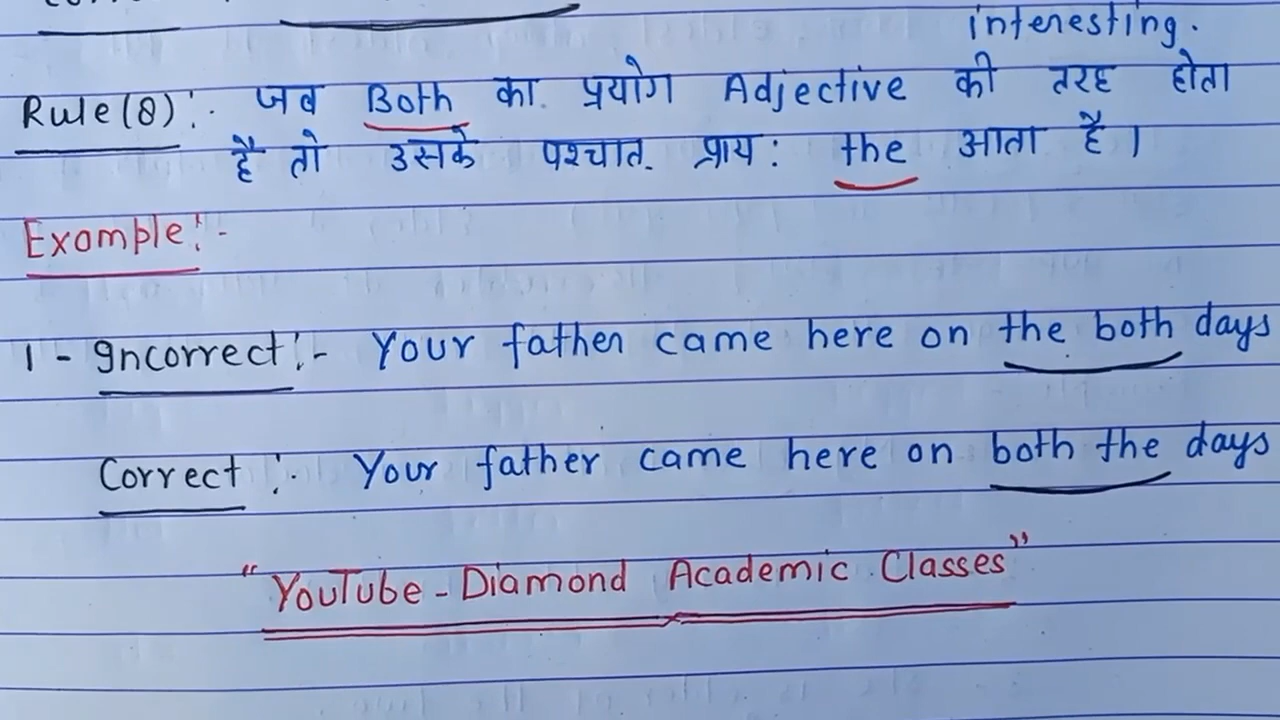 interesting.
Rule(8):- जब Both का प्रयोग Adjective की तरह होता
है तो उसके पश्चात् प्राय: the आता है।
Example:-
1 - Incorrect:- Your father came here on the both days
Correct:- Your father came here on both the days
"YouTube - Diamond Academic Classes"